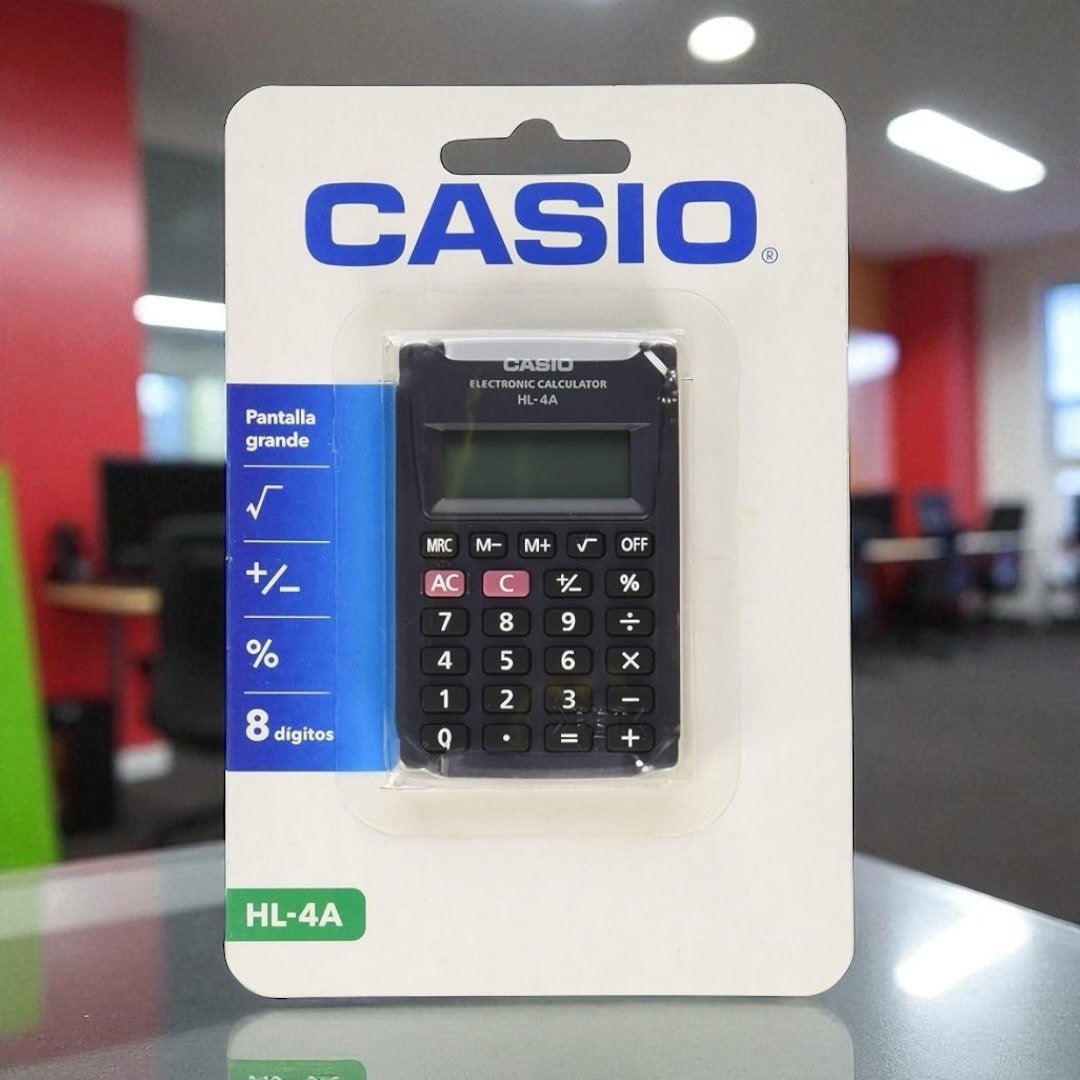 CASIO®
CASIO
ELECTRONIC CALCULATOR
HL-4A
Pantalla
grande
√
+/−
%
8 dígitos
MRC M− M+ √ OFF
AC C +/− %
7 8 9 ÷
4 5 6 ×
1 2 3 −
0 · = +
HL-4A